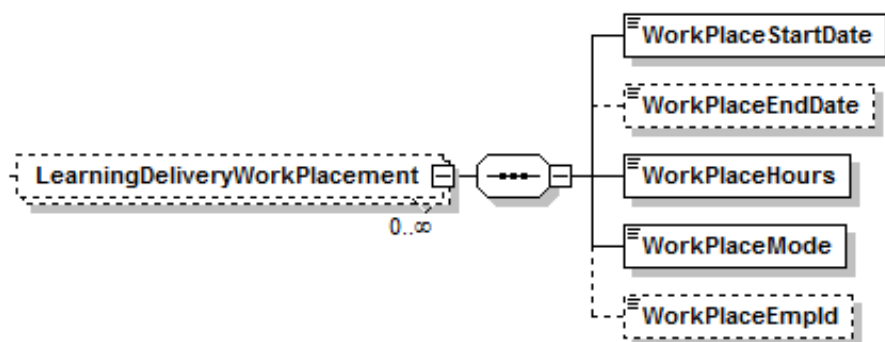 WorkPlaceStartDate
WorkPlaceEndDate
LearningDeliveryWorkPlacement
0..∞
WorkPlaceHours
WorkPlaceMode
WorkPlaceEmpId